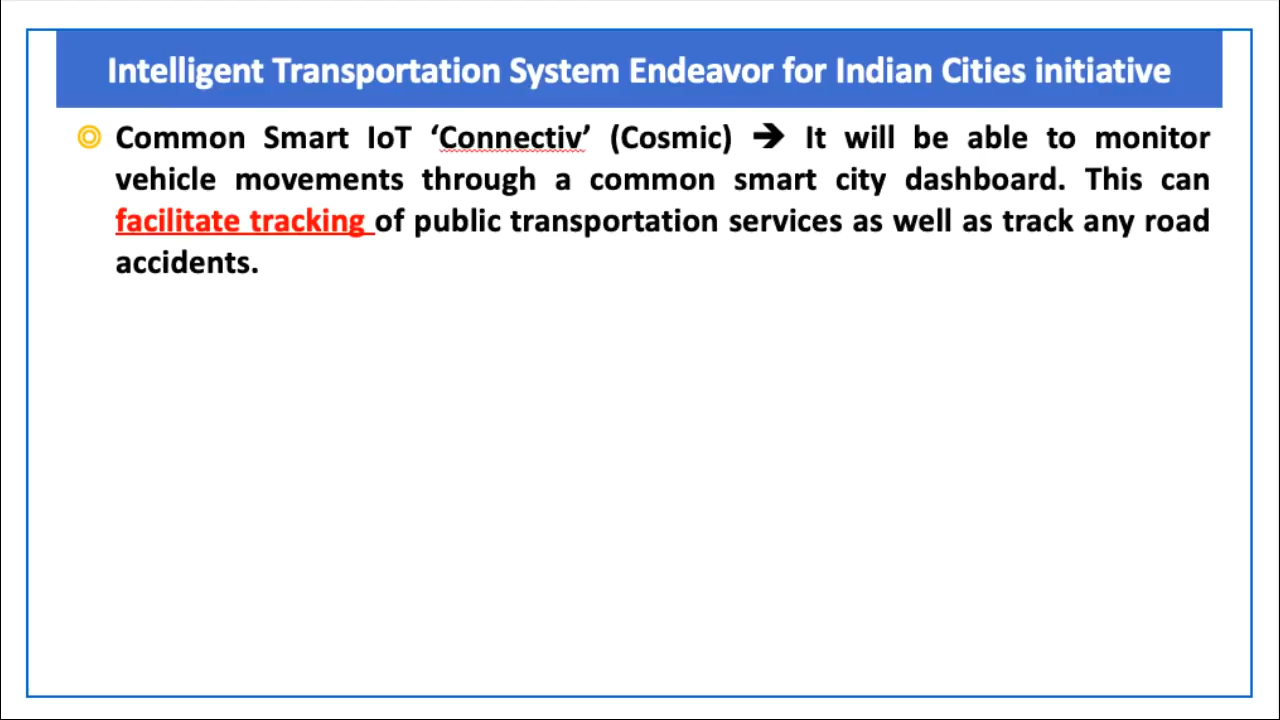 Intelligent Transportation System Endeavor for Indian Cities initiative
Common Smart IoT ‘Connectiv’ (Cosmic) ➔ It will be able to monitor
vehicle movements through a common smart city dashboard. This can
facilitate tracking of public transportation services as well as track any road
accidents.